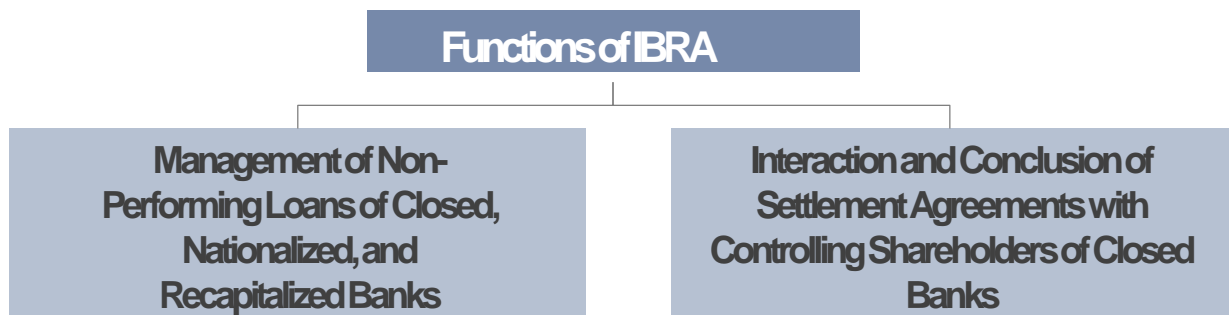 Functions of IBRA
Management of Non-
Performing Loans of Closed,
Nationalized, and
Recapitalized Banks
Interaction and Conclusion of
Settlement Agreements with
Controlling Shareholders of Closed
Banks